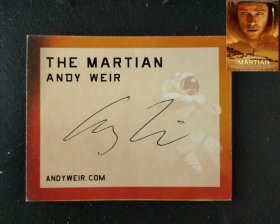 THE MARTIAN
ANDY WEIR
ANDYWEIR.COM
MARTIAN